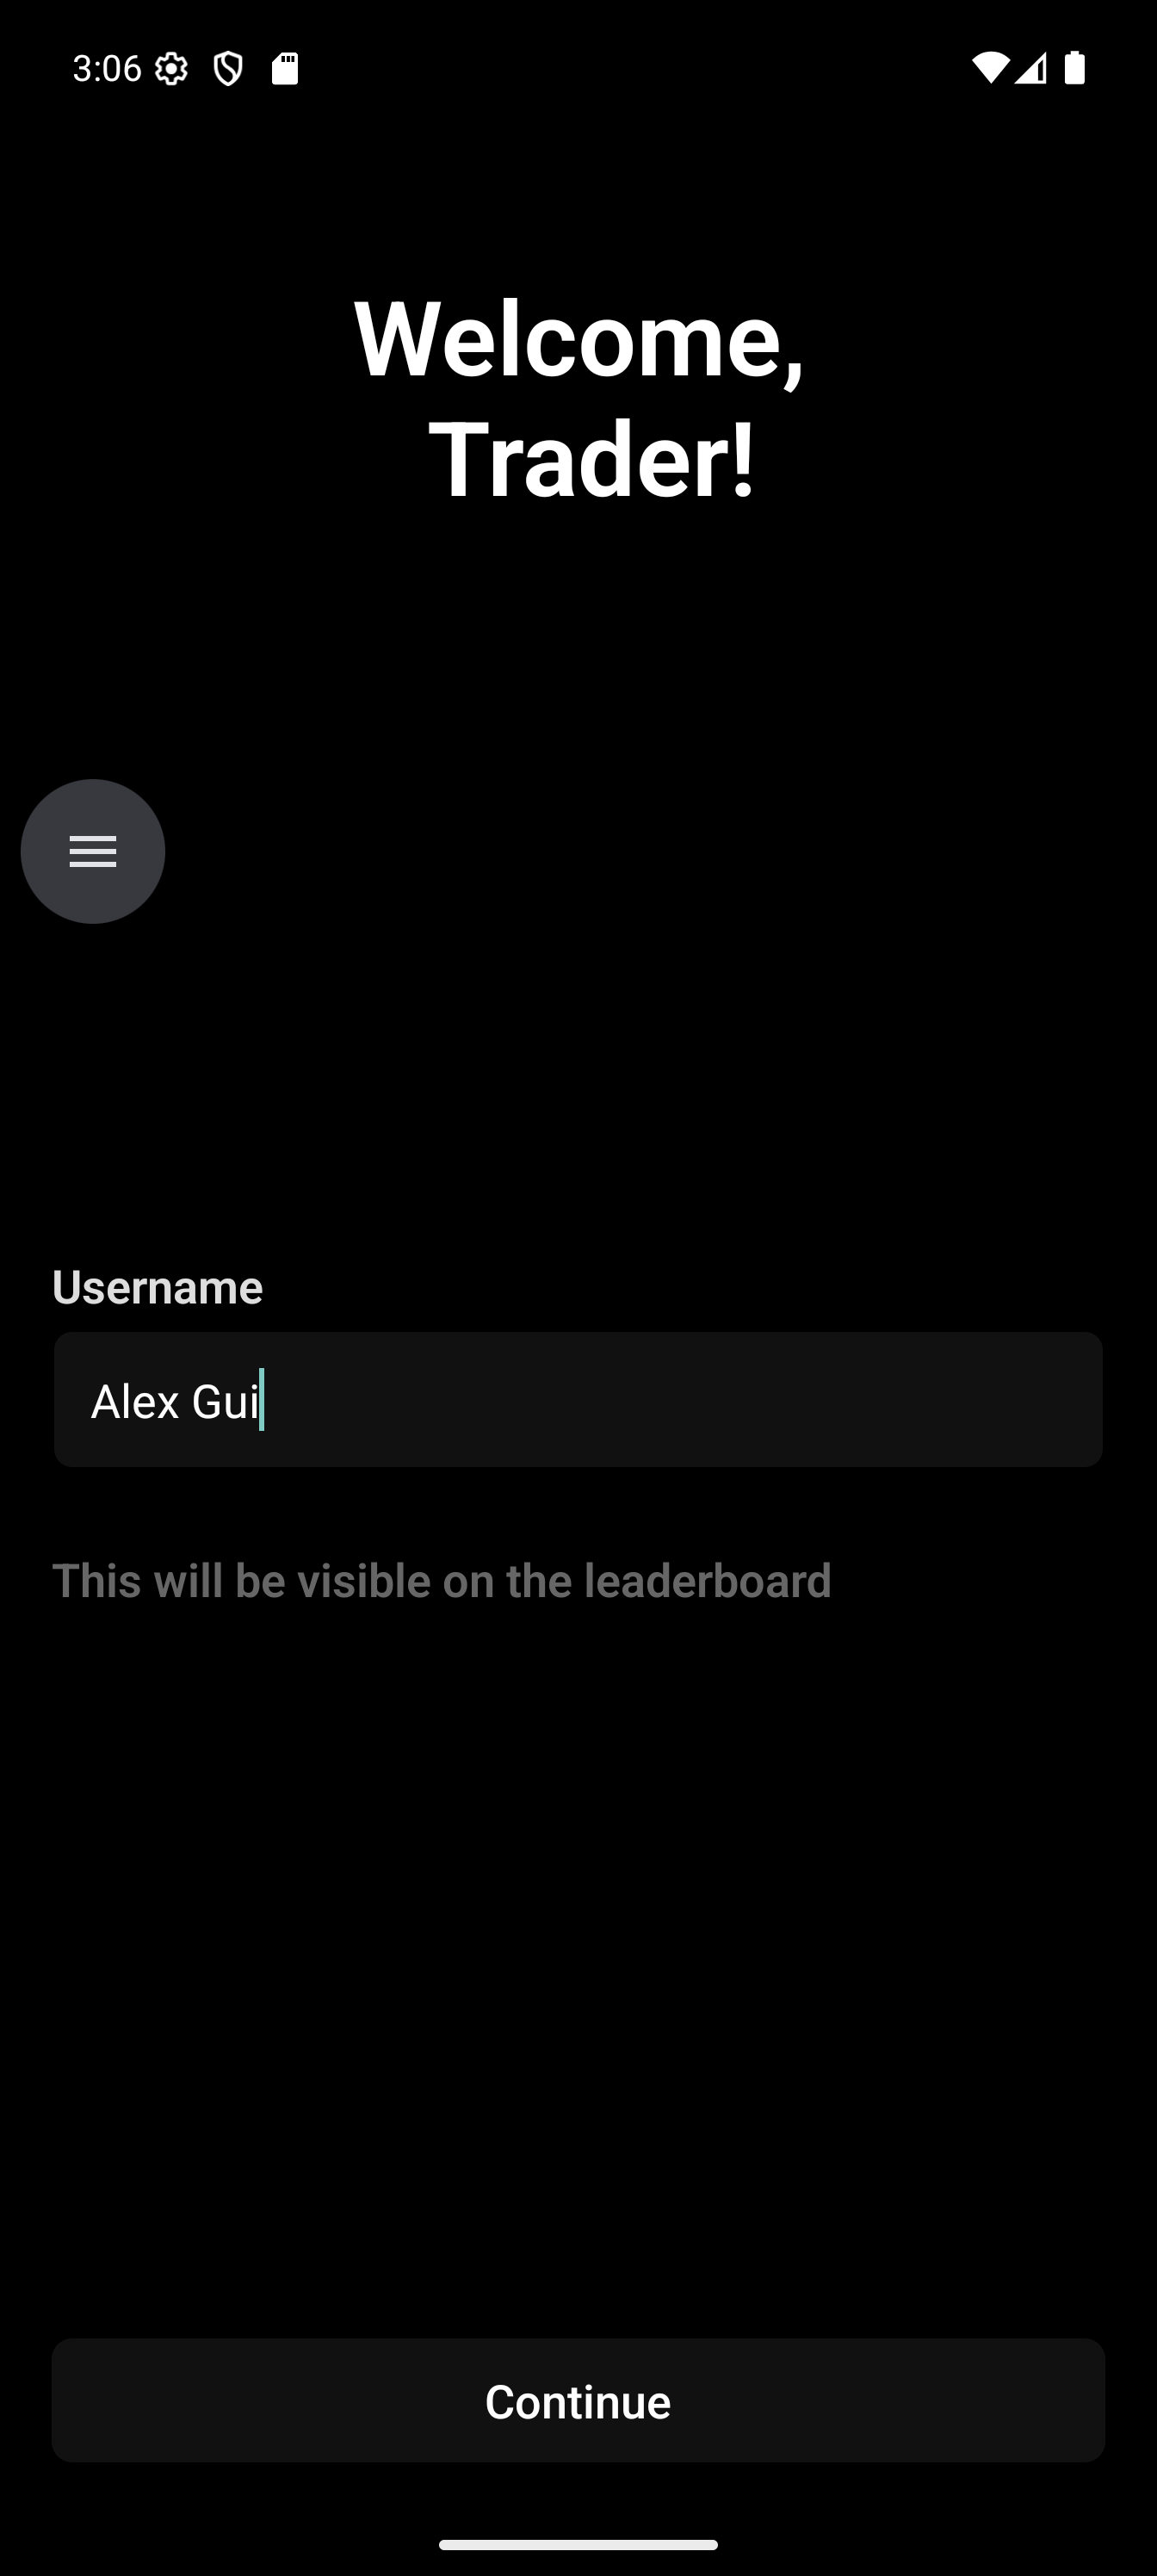 3:06
Welcome,
Trader!
Username
Alex Gui
This will be visible on the leaderboard
Continue